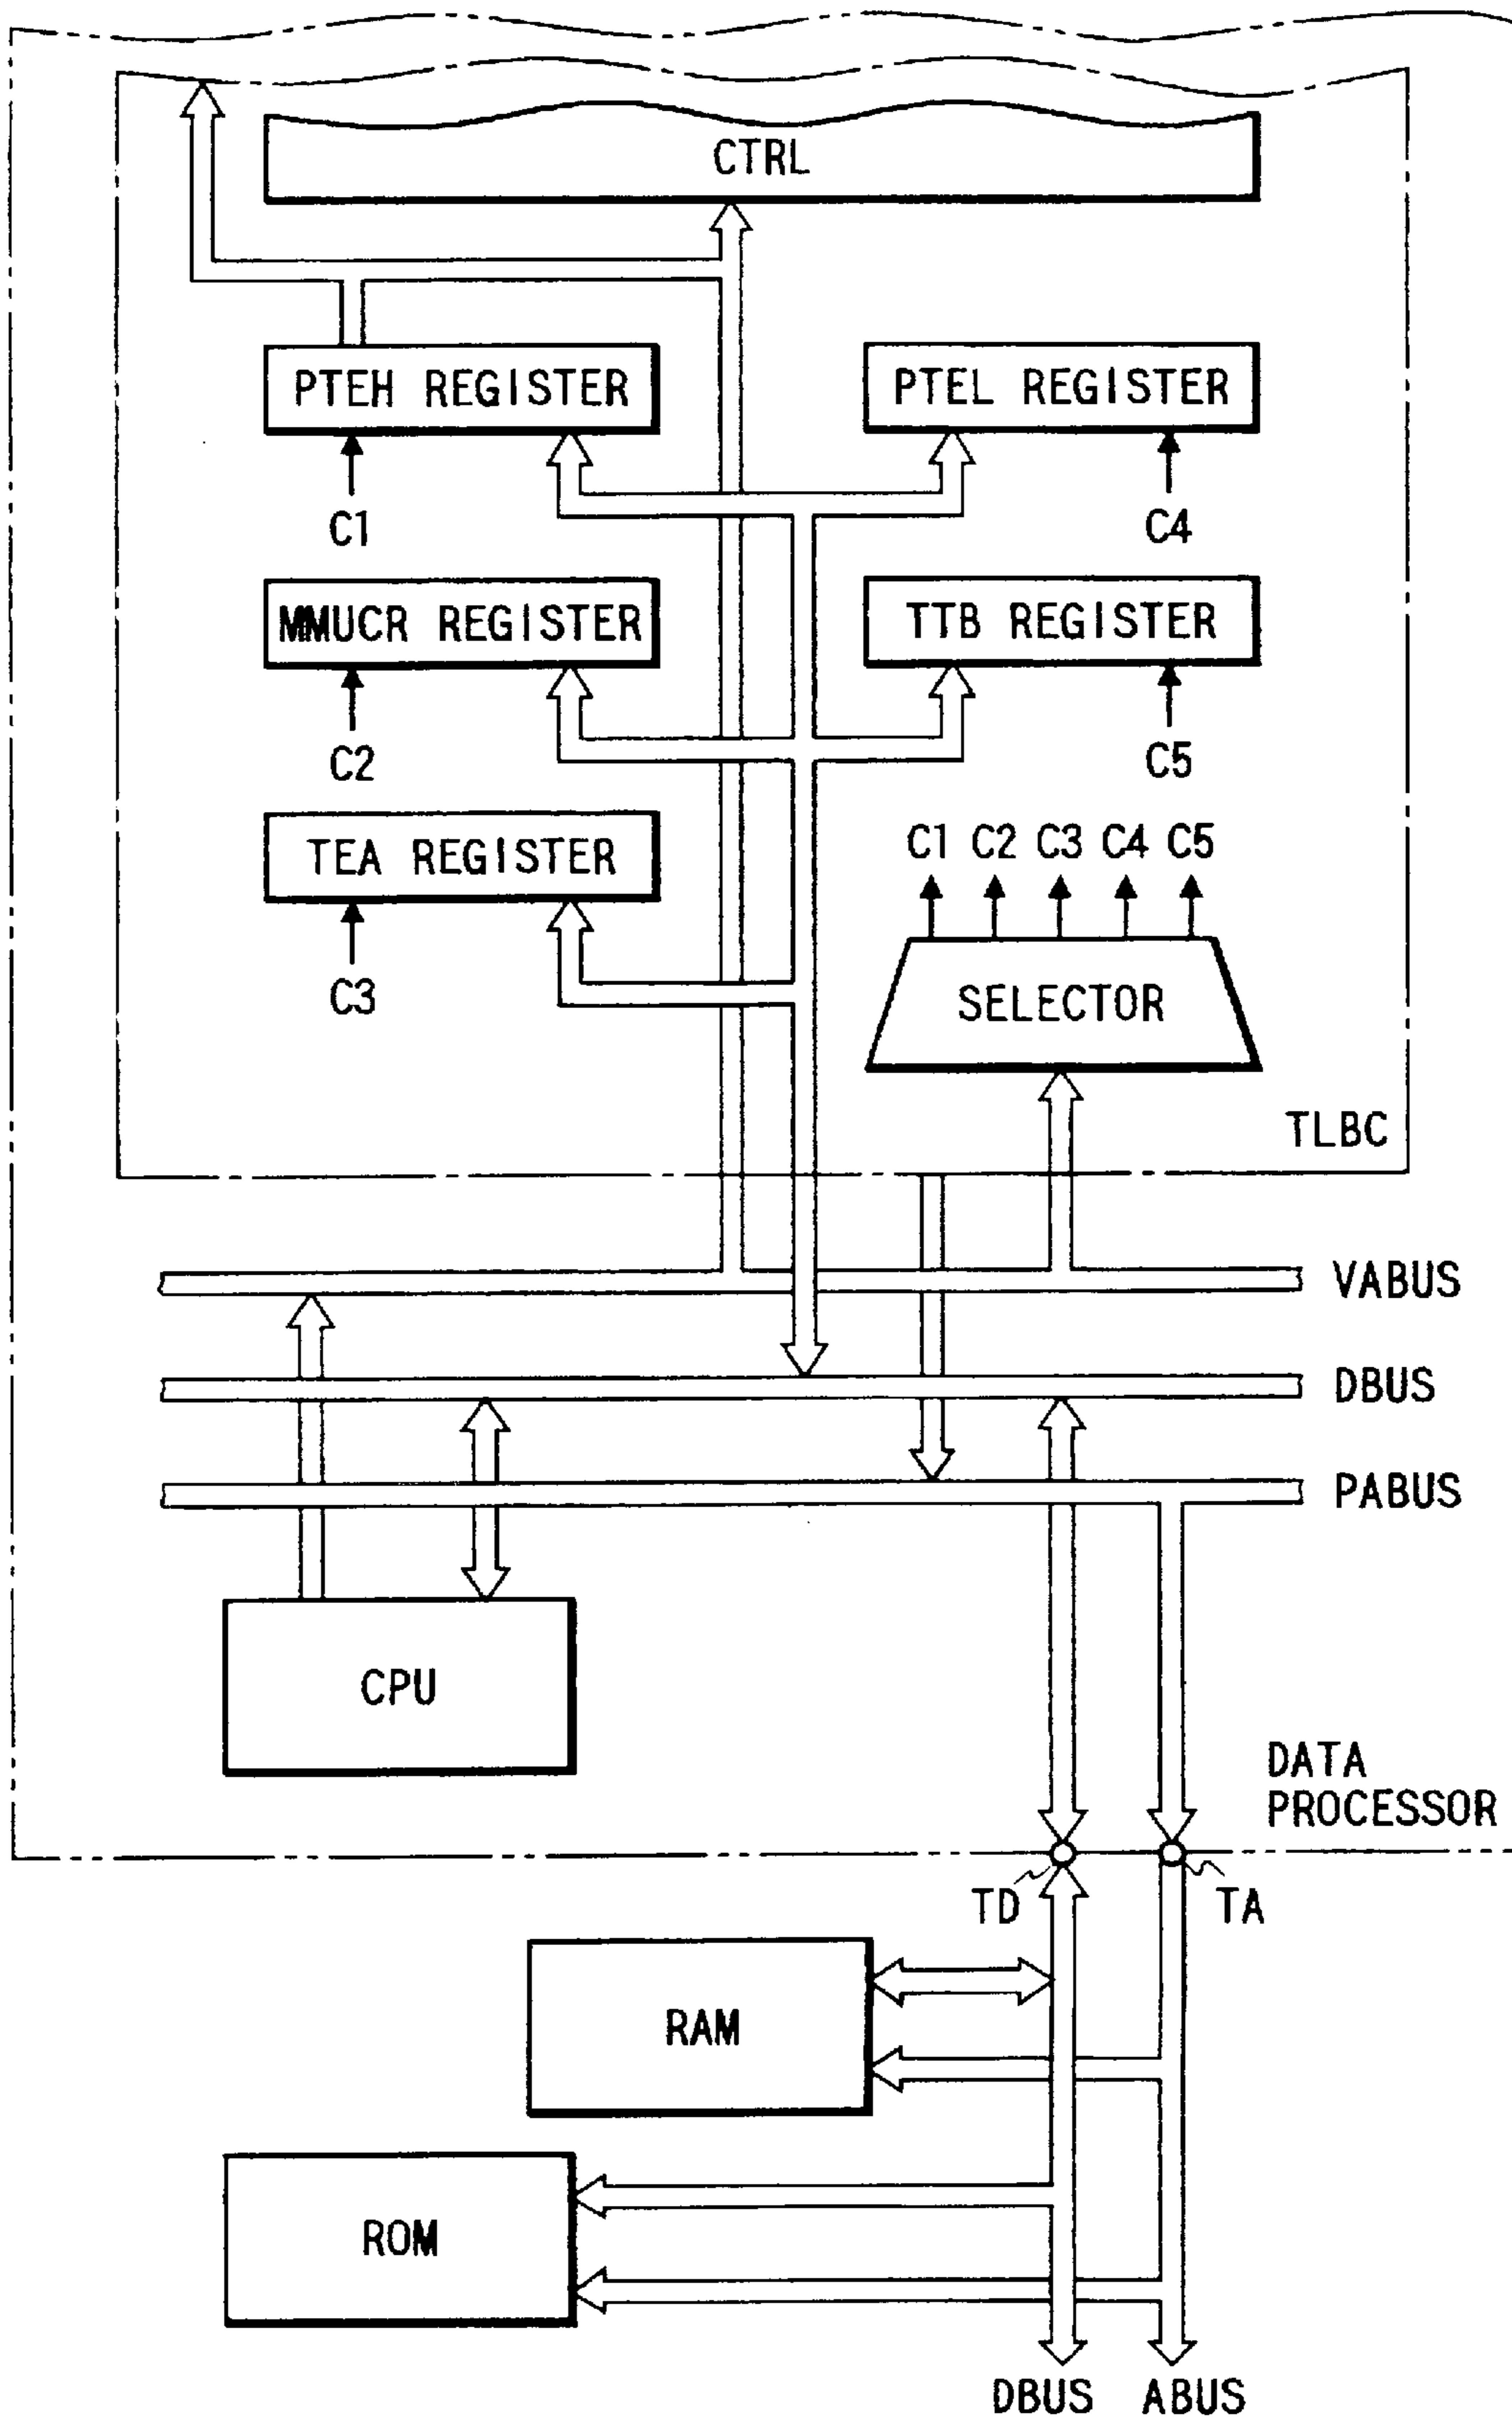 CTRL
PTEH REGISTER
PTEL REGISTER
C1
C4
MMUCR REGISTER
TTB REGISTER
C2
C5
TEA REGISTER
C1 C2 C3 C4 C5
C3
SELECTOR
TLBC
VABUS
DBUS
PABUS
CPU
DATA
PROCESSOR
TD
TA
RAM
ROM
DBUS
ABUS